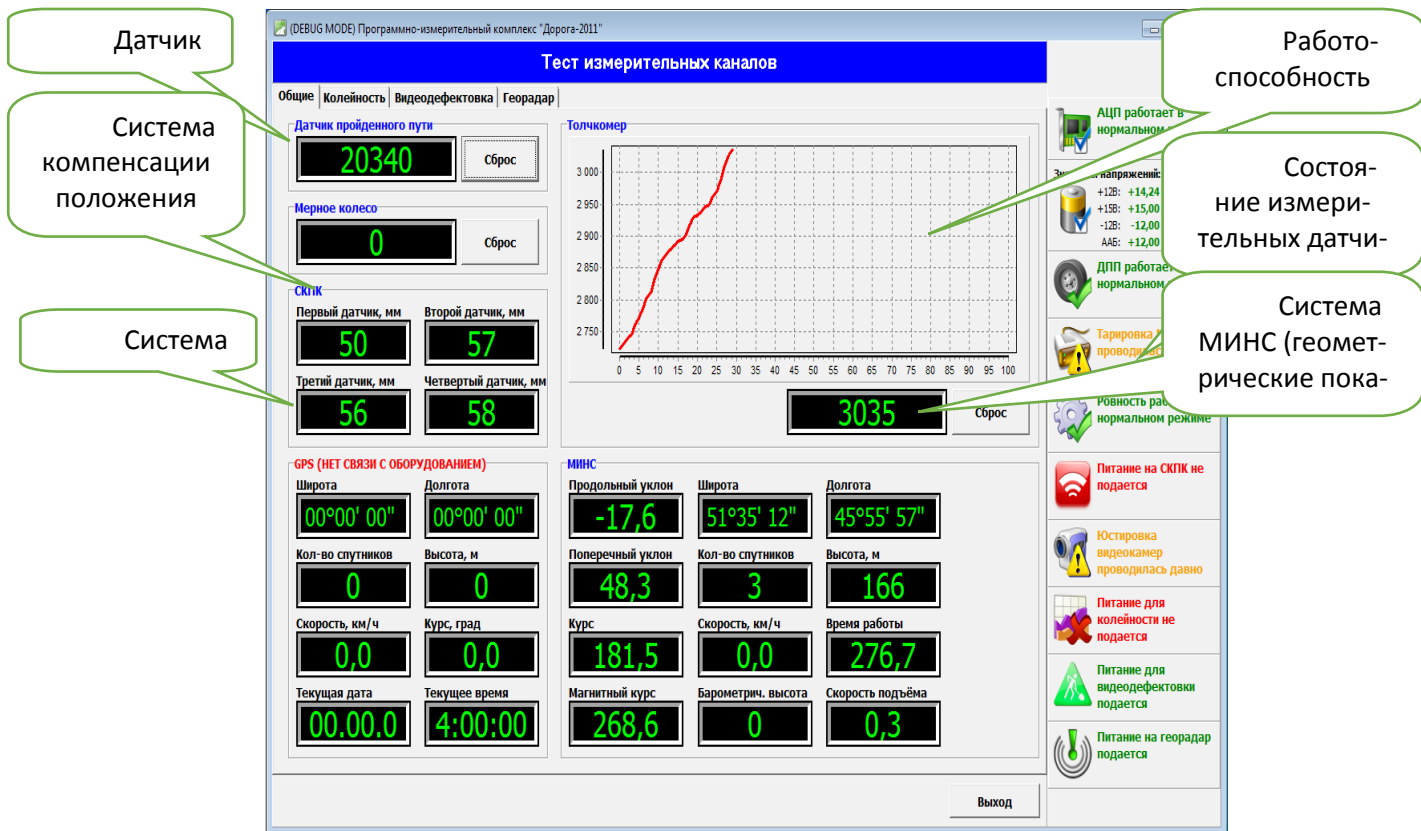 Датчик
Система
компенсации
положения
Система
Работо-
способность
Состоя-
ние измери-
тельных датчи-
Система
МИНС (геомет-
рические пока-
(DEBUG MODE) Программно-измерительный комплекс "Дорога-2011"
Тест измерительных каналов
Общие Колейность Видеодефектовка Георадар
Датчик пройденного пути
20340 Сброс
Мерное колесо
0 Сброс
СКПК
Первый датчик, мм Второй датчик, мм
50 57
Третий датчик, мм Четвертый датчик, мм
56 58
Толчкомер
3 000
2 950
2 900
2 850
2 800
2 750
0 5 10 15 20 25 30 35 40 45 50 55 60 65 70 75 80 85 90 95 100
3035 Сброс
GPS (НЕТ СВЯЗИ С ОБОРУДОВАНИЕМ)
Широта Долгота
00°00' 00" 00°00' 00"
Кол-во спутников Высота, м
0 0
Скорость, км/ч Курс, град
0,0 0,0
Текущая дата Текущее время
00.00.0 4:00:00
МИНС
Продольный уклон Широта Долгота
-17,6 51°35' 12" 45°55' 57"
Поперечный уклон Кол-во спутников Высота, м
48,3 3 166
Курс Скорость, км/ч Время работы
181,5 0,0 276,7
Магнитный курс Барометрич. высота Скорость подъёма
268,6 0 0,3
АЦП работает в
нормальном
напряжений:
+12В: +14,24
+15В: +15,00
-12В: -12,00
ААБ: +12,00
ДПП работает
нормальном
Тарировка
Ровность
нормальном режиме
Питание на СКПК не
подается
Юстировка
видеокамер
проводилась давно
Питание для
колейности не
подается
Питание для
видеодефектовки
подается
Питание на георадар
подается
Выход